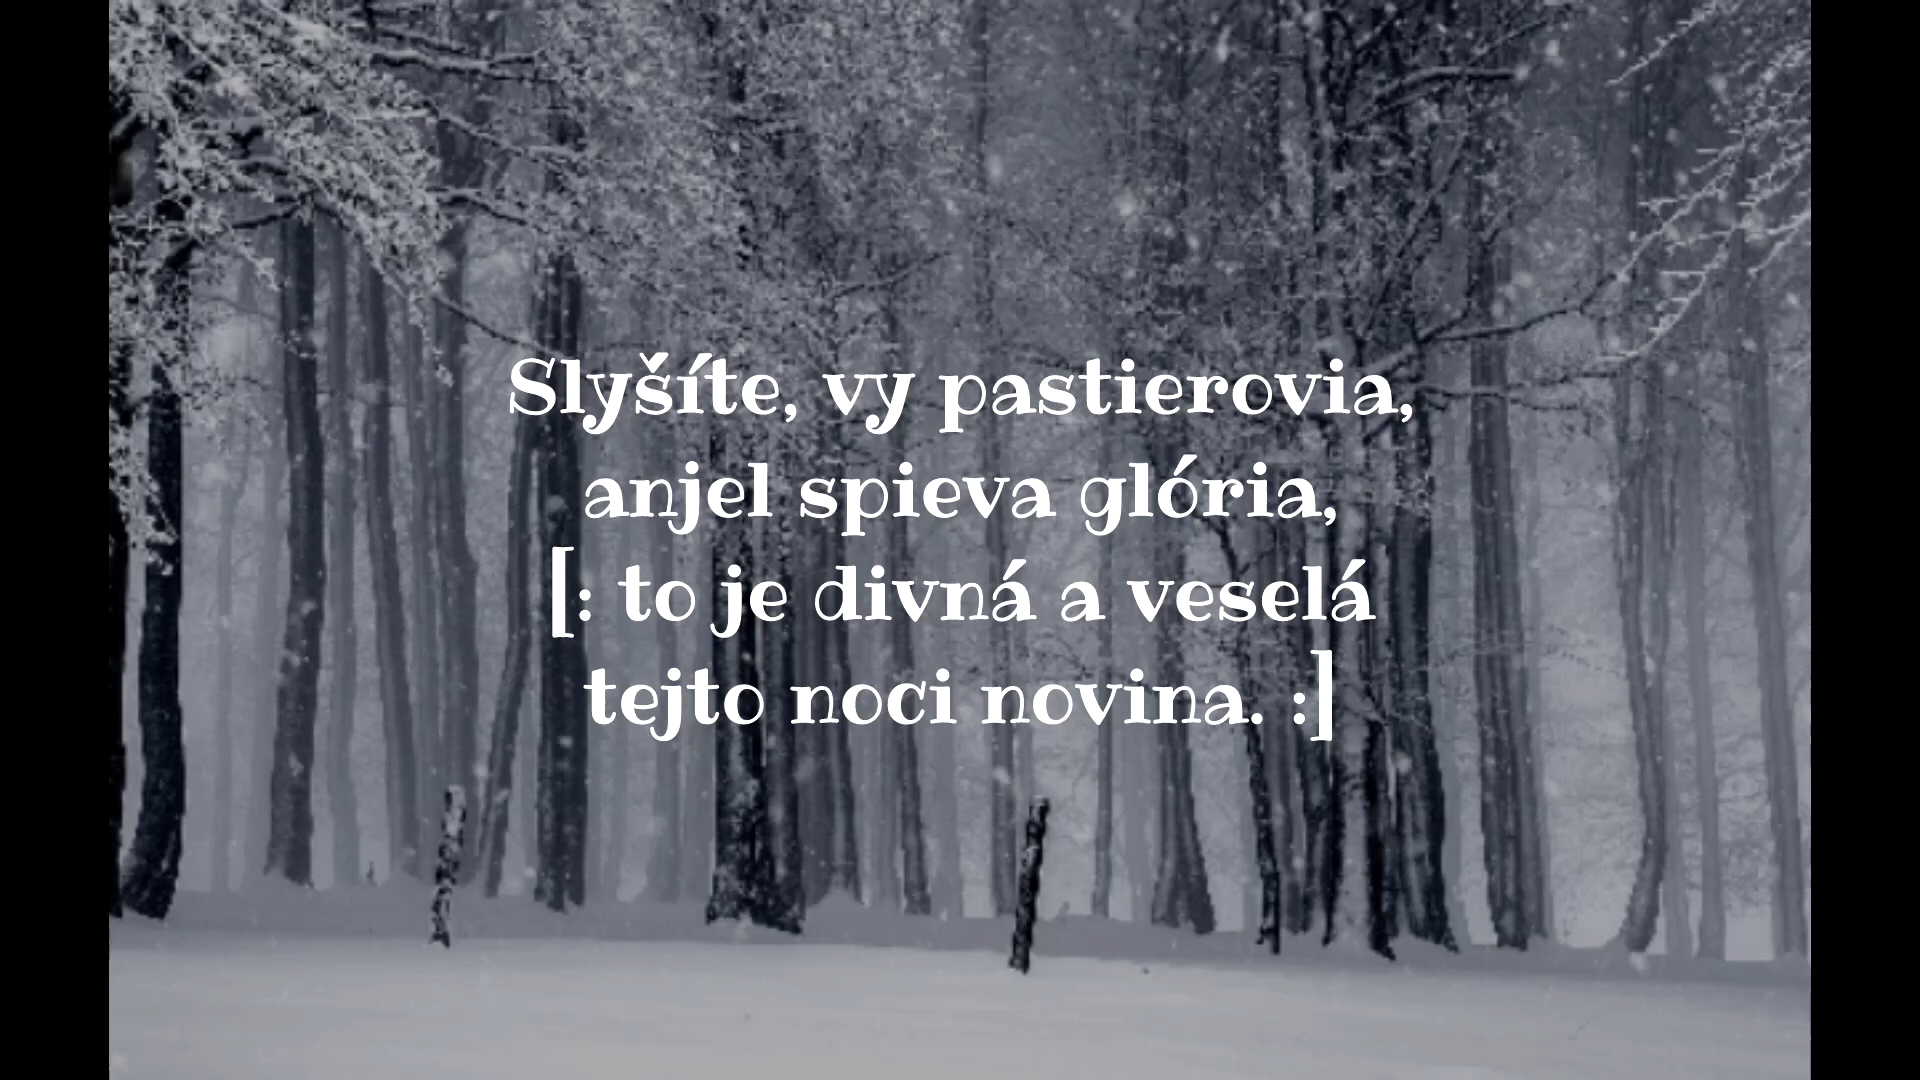 Slyšíte, vy pastierovia,
anjel spieva glória,
[: to je divná a veselá
tejto noci novina. :]